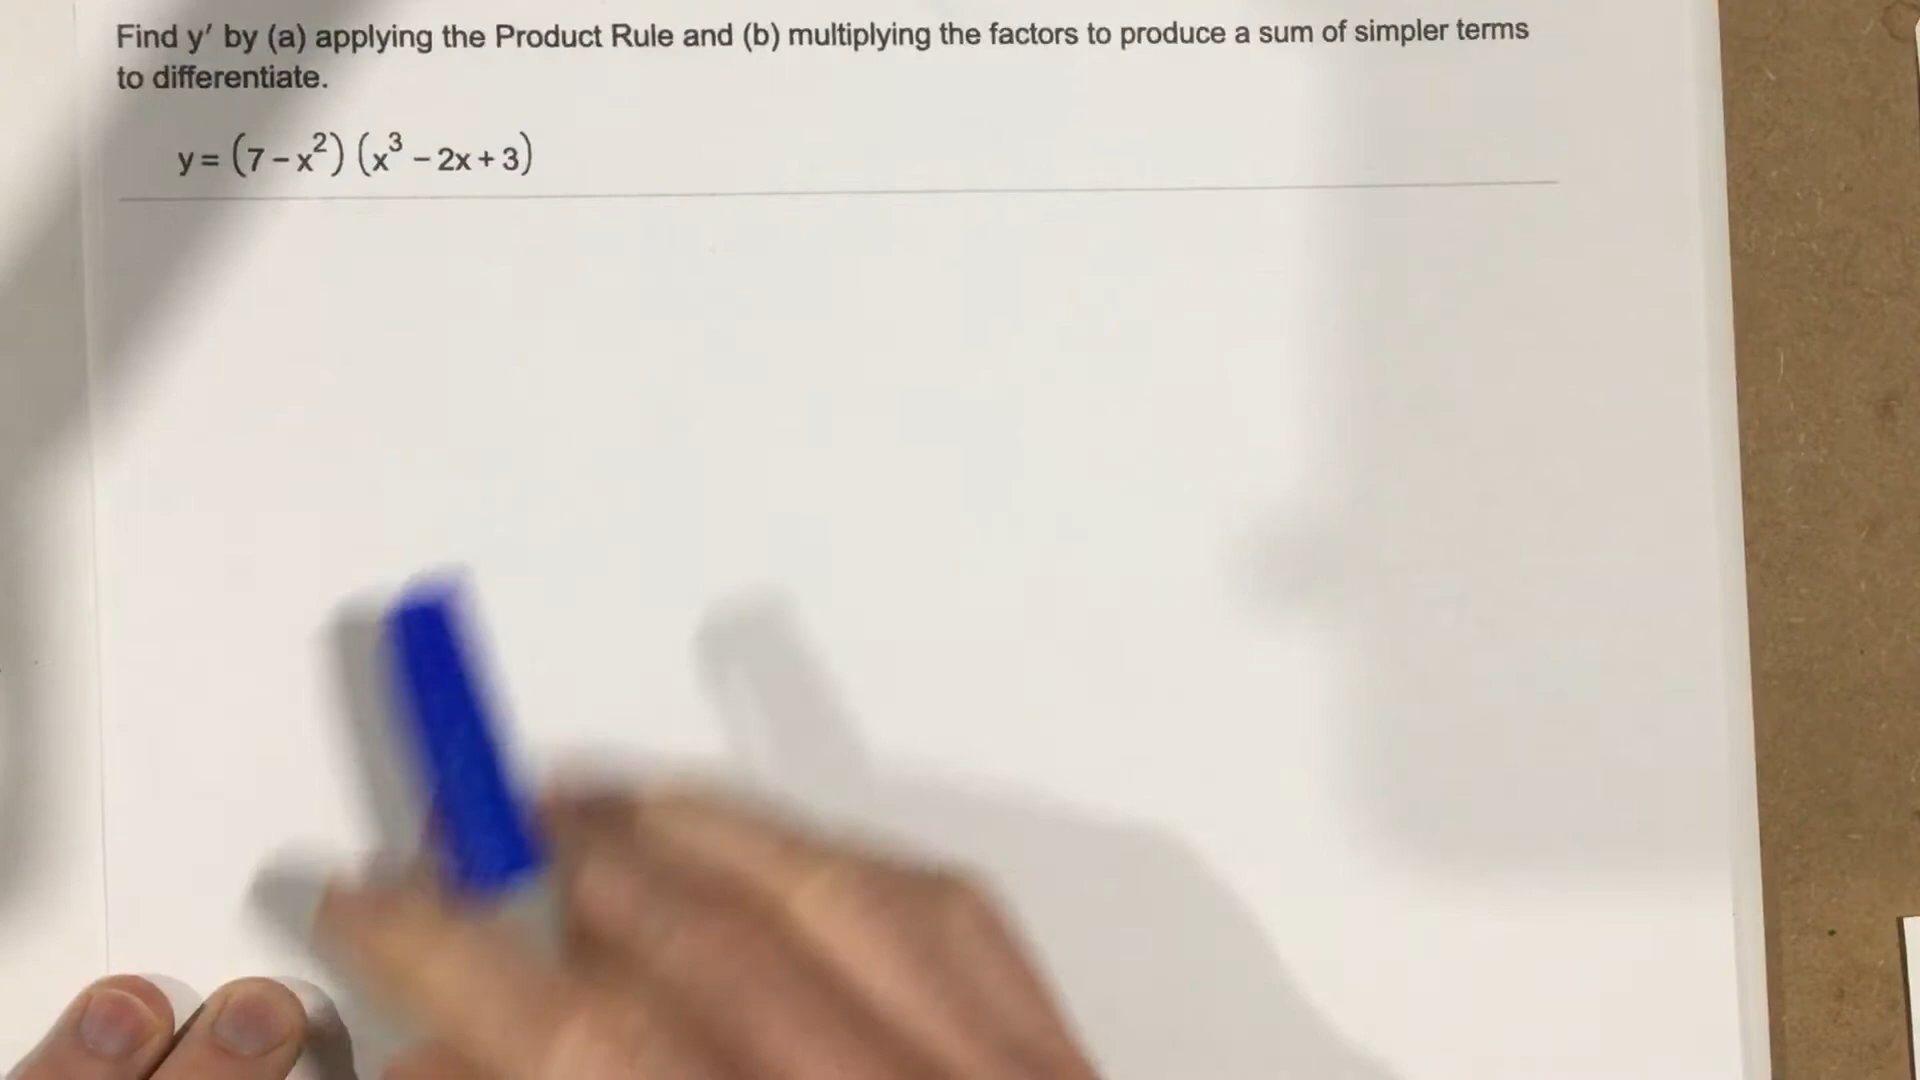 Find y′ by (a) applying the Product Rule and (b) multiplying the factors to produce a sum of simpler terms
to differentiate.
y = (7 − x²) (x³ − 2x + 3)